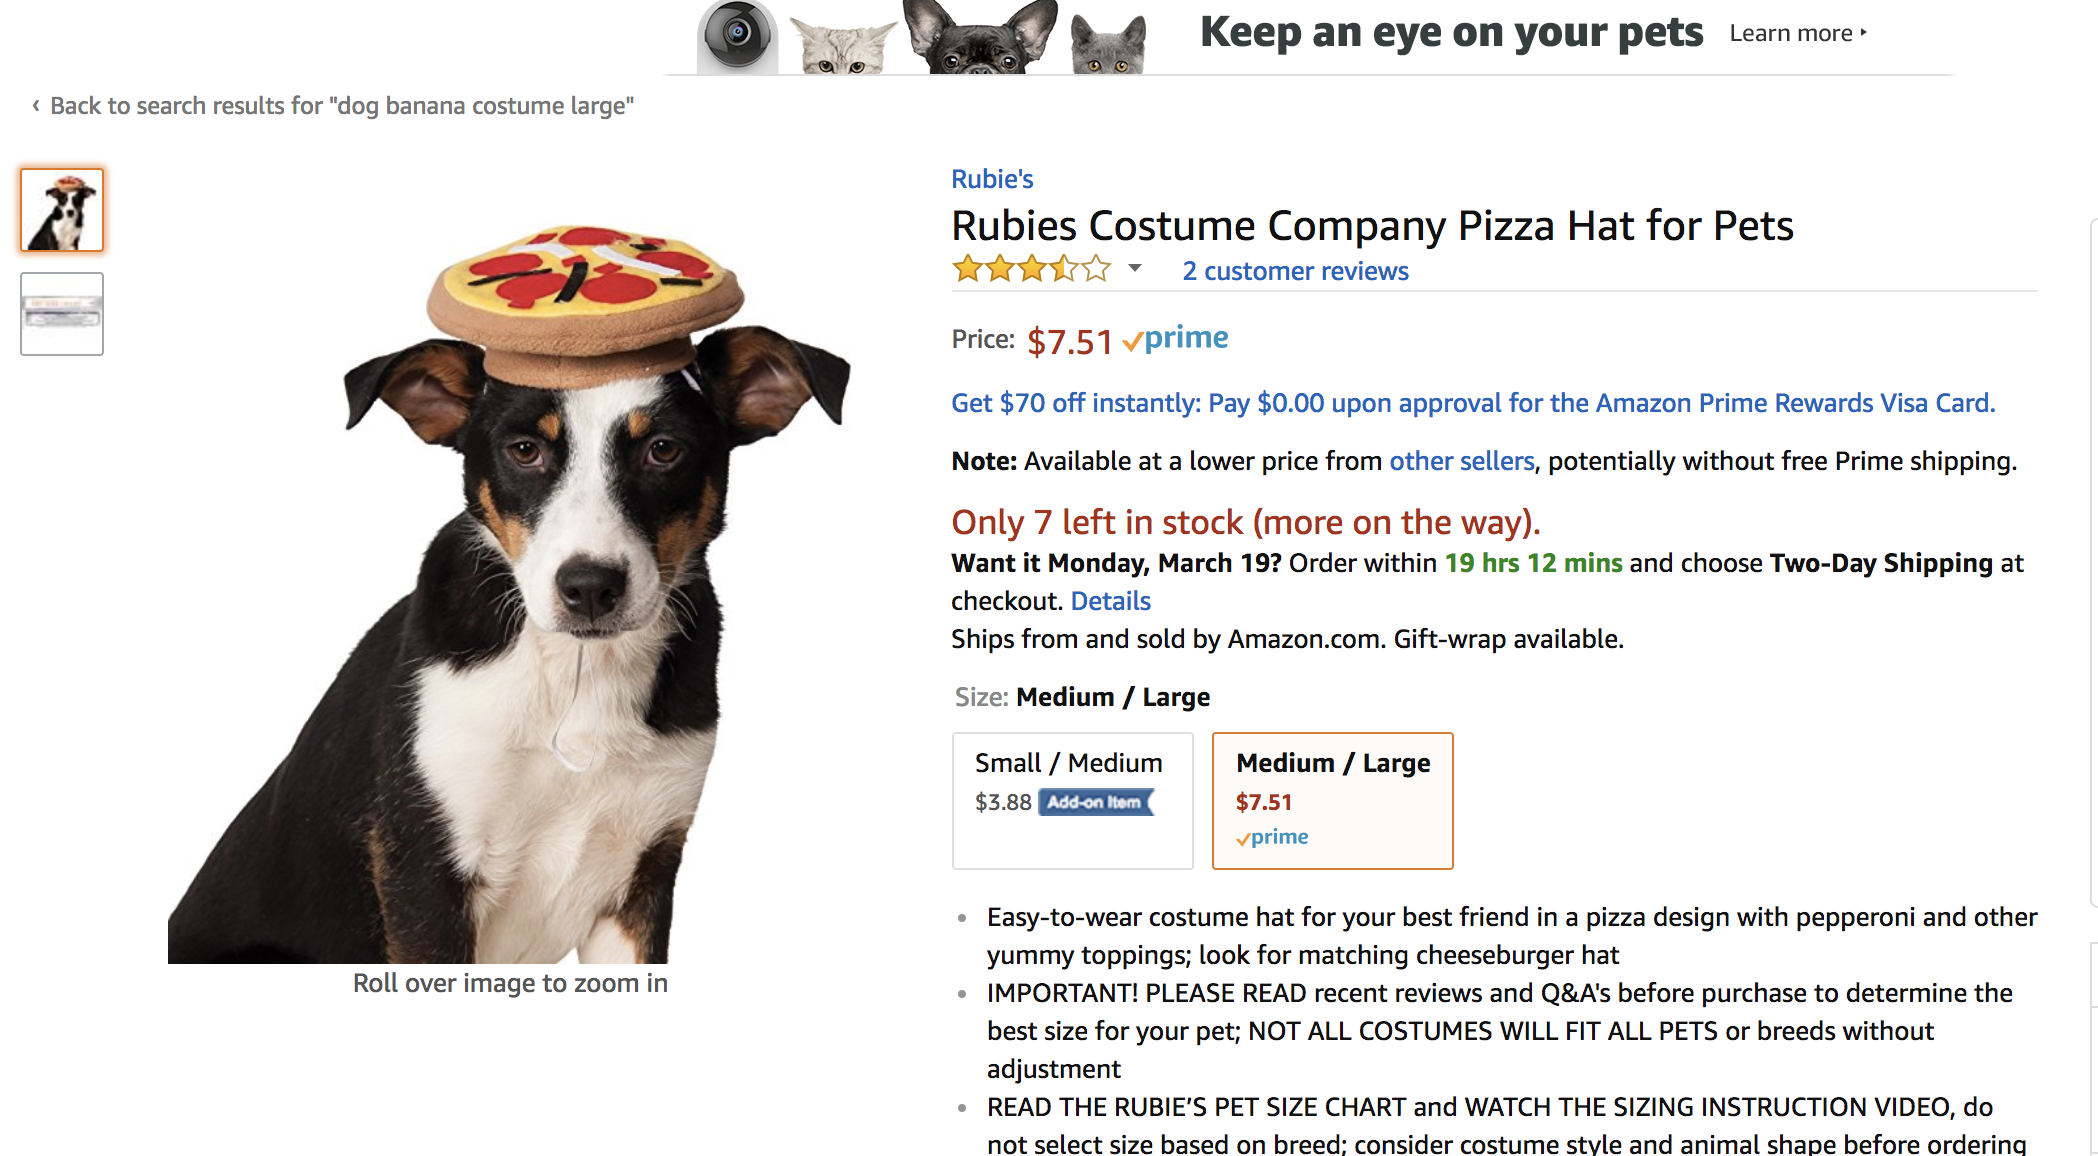 Keep an eye on your pets Learn more ‣
‹ Back to search results for "dog banana costume large"
Rubie's
Rubies Costume Company Pizza Hat for Pets
2 customer reviews
Price: $7.51 prime
Get $70 off instantly: Pay $0.00 upon approval for the Amazon Prime Rewards Visa Card.
Note: Available at a lower price from other sellers, potentially without free Prime shipping.
Only 7 left in stock (more on the way).
Want it Monday, March 19? Order within 19 hrs 12 mins and choose Two-Day Shipping at
checkout. Details
Ships from and sold by Amazon.com. Gift-wrap available.
Size: Medium / Large
Small / Medium
$3.88 Add-on Item
Medium / Large
$7.51
prime
Roll over image to zoom in
• Easy-to-wear costume hat for your best friend in a pizza design with pepperoni and other
yummy toppings; look for matching cheeseburger hat
• IMPORTANT! PLEASE READ recent reviews and Q&A's before purchase to determine the
best size for your pet; NOT ALL COSTUMES WILL FIT ALL PETS or breeds without
adjustment
• READ THE RUBIE’S PET SIZE CHART and WATCH THE SIZING INSTRUCTION VIDEO, do
not select size based on breed; consider costume style and animal shape before ordering